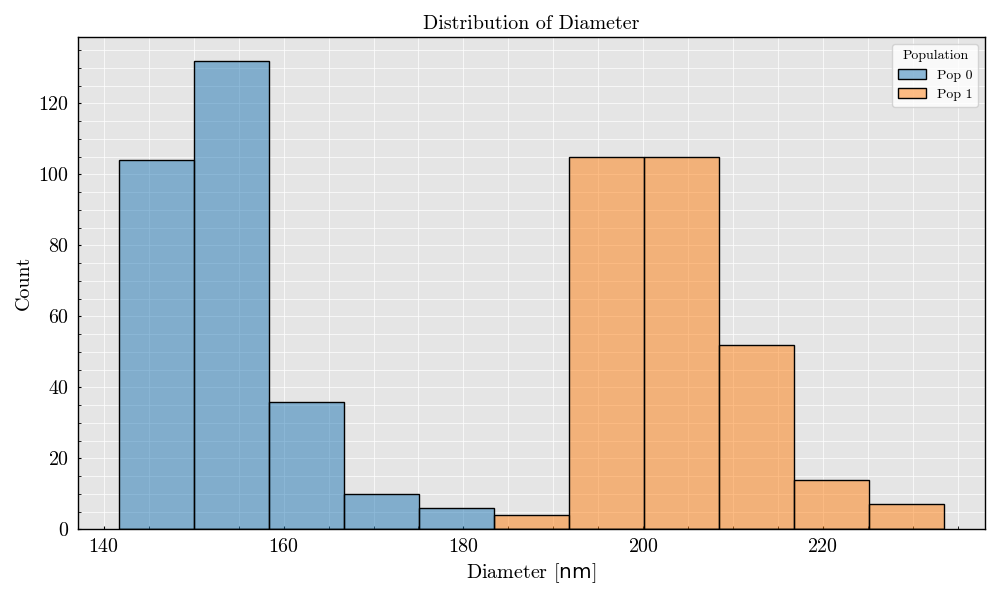 Distribution of Diameter
Population
Pop 0
Pop 1
Count
120
100
80
60
40
20
0
140 160 180 200 220
Diameter [nm]